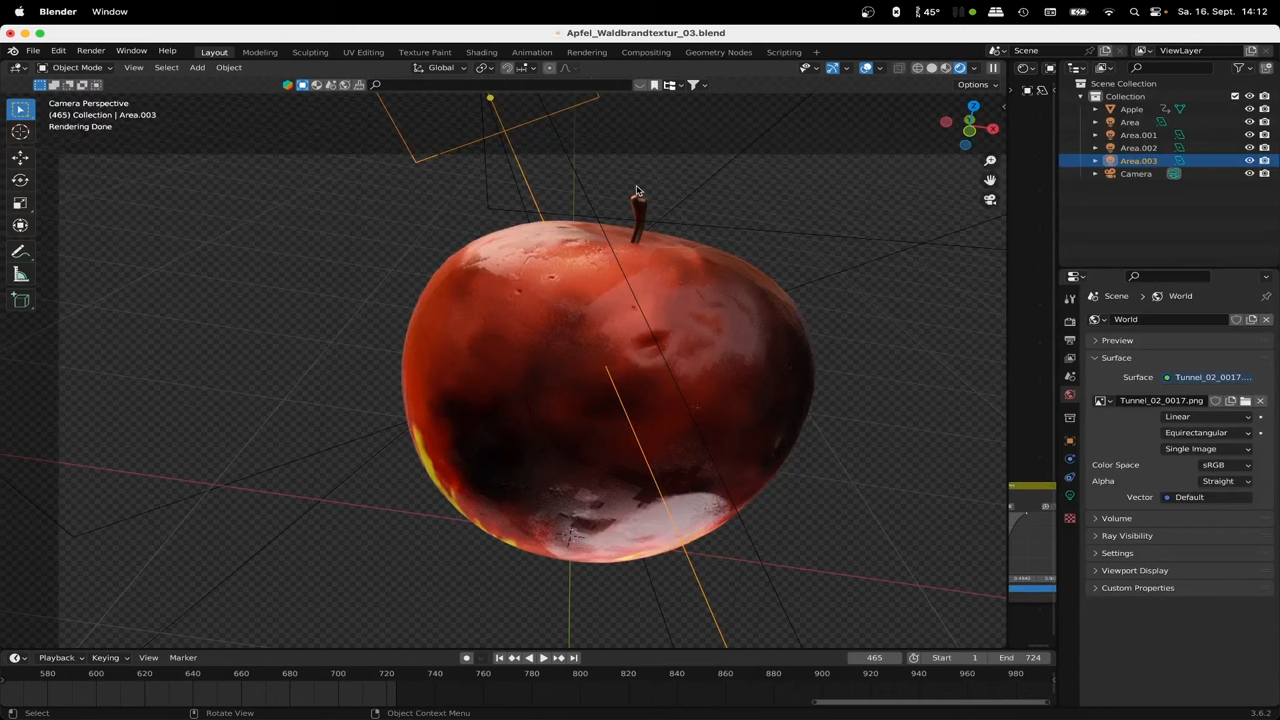 Blender Window 45° Sa. 16. Sept. 14:12
Apfel_Waldbrandtextur_03.blend
File Edit Render Window Help Layout Modeling Sculpting UV Editing Texture Paint Shading Animation Rendering Compositing Geometry Nodes Scripting + Scene ViewLayer
Object Mode View Select Add Object Global
Options
Camera Perspective
(465) Collection | Area.003
Rendering Done
Z
X
Y
Scene Collection
Collection
Apple
Area
Area.001
Area.002
Area.003
Camera
Scene World
World
Preview
Surface
Surface Tunnel_02_0017....
Tunnel_02_0017.png
Linear
Equirectangular
Single Image
Color Space sRGB
Alpha Straight
Vector Default
Volume
Ray Visibility
Settings
Viewport Display
Custom Properties
Playback Keying View Marker 465 Start 1 End 724
580 600 620 640 660 680 700 720 740 760 780 800 820 840 860 880 900 920 940 960 980
Select Rotate View Object Context Menu 3.6.2